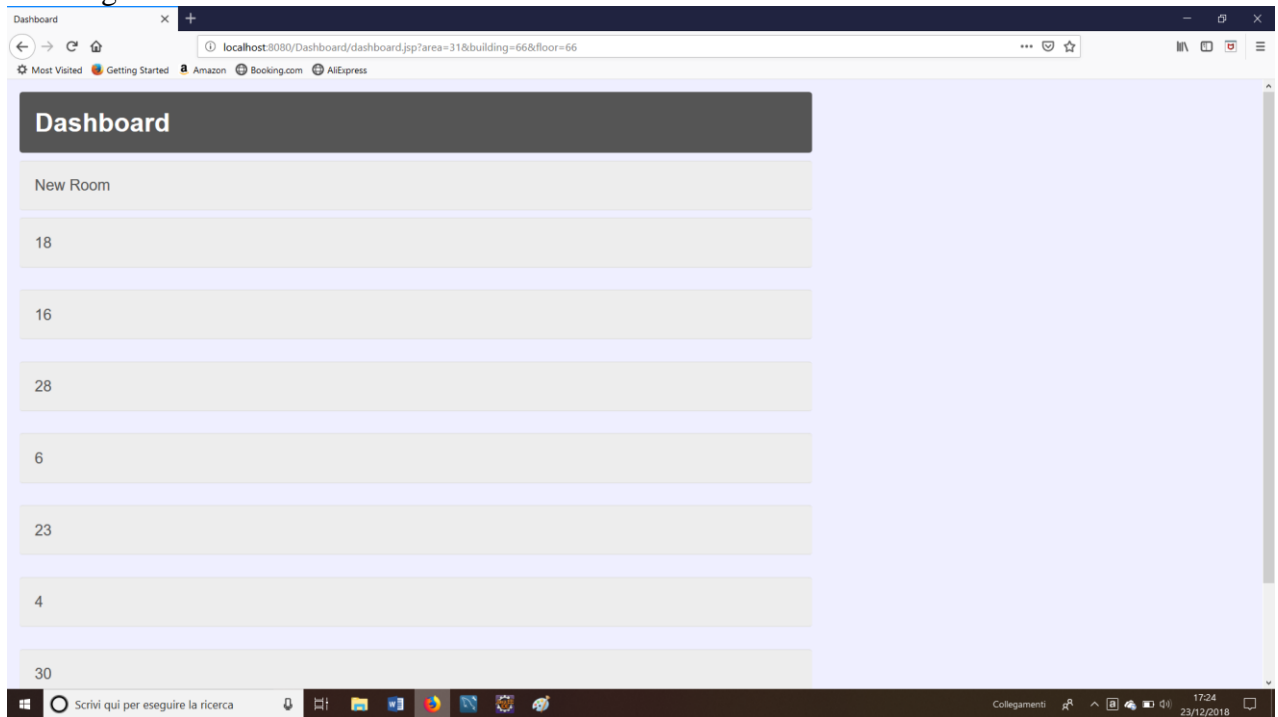 Dashboard
localhost:8080/Dashboard/dashboard.jsp?area=31&building=66&floor=66
Most Visited Getting Started Amazon Booking.com AliExpress
Dashboard
New Room
18
16
28
6
23
4
30
Scrivi qui per eseguire la ricerca
Collegamenti
17:24
23/12/2018